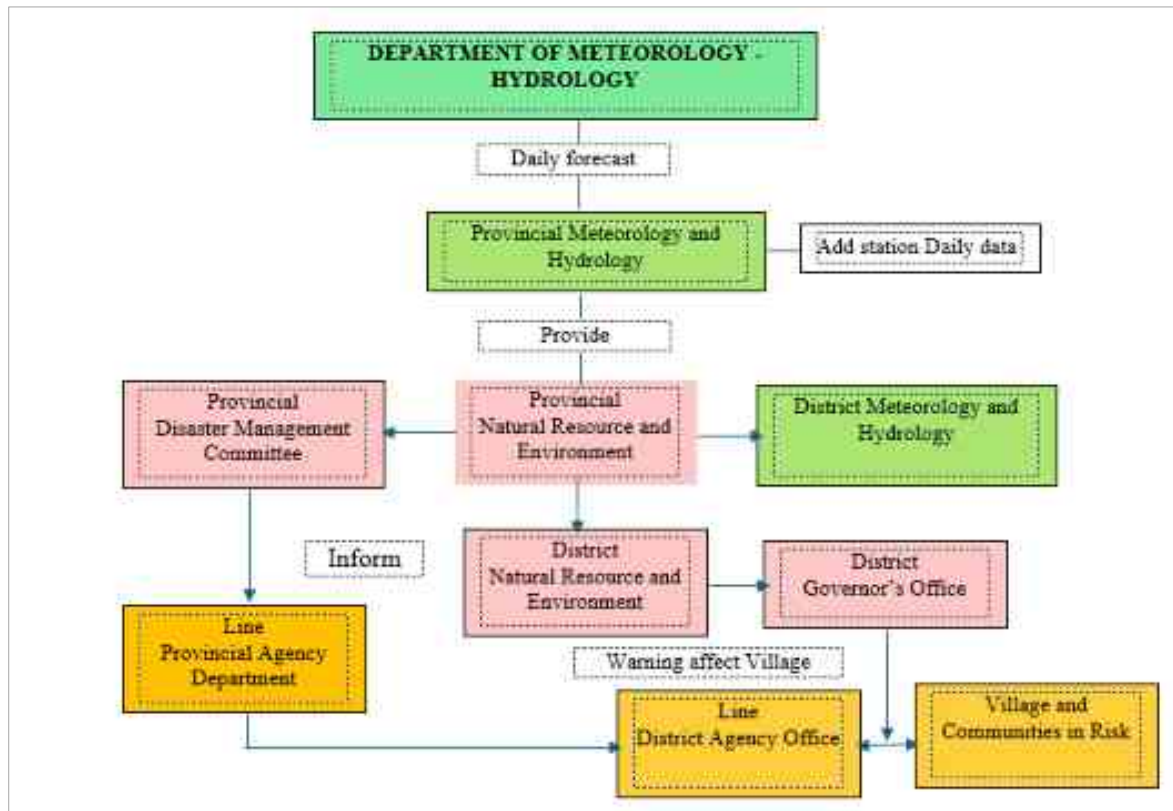 DEPARTMENT OF METEOROLOGY -
HYDROLOGY
Daily forecast
Provincial Meteorology and
Hydrology
Add station Daily data
Provide
Provincial
Disaster Management
Committee
Provincial
Natural Resource and
Environment
District Meteorology and
Hydrology
Inform
District
Natural Resource and
Environment
District
Governor's Office
Line
Provincial Agency
Department
Warning affect Village
Line
District Agency Office
Village and
Communities in Risk